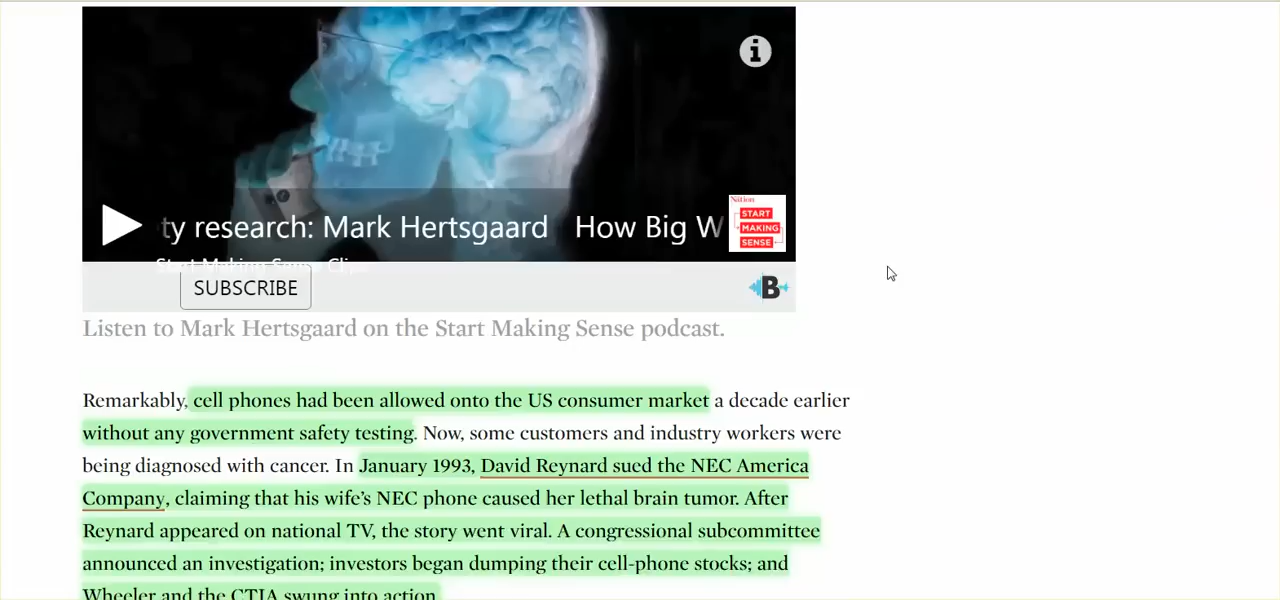 ty research: Mark Hertsgaard How Big W
Nation
START
MAKING
SENSE
Start Making Sense Cli
SUBSCRIBE
B
Listen to Mark Hertsgaard on the Start Making Sense podcast.
Remarkably, cell phones had been allowed onto the US consumer market a decade earlier
without any government safety testing. Now, some customers and industry workers were
being diagnosed with cancer. In January 1993, David Reynard sued the NEC America
Company, claiming that his wife’s NEC phone caused her lethal brain tumor. After
Reynard appeared on national TV, the story went viral. A congressional subcommittee
announced an investigation; investors began dumping their cell-phone stocks; and
Wheeler and the CTIA swung into action.